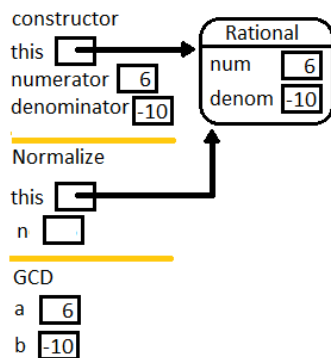 constructor
this
numerator 6
denominator -10
Rational
num 6
denom -10
Normalize
this
n
GCD
a 6
b -10